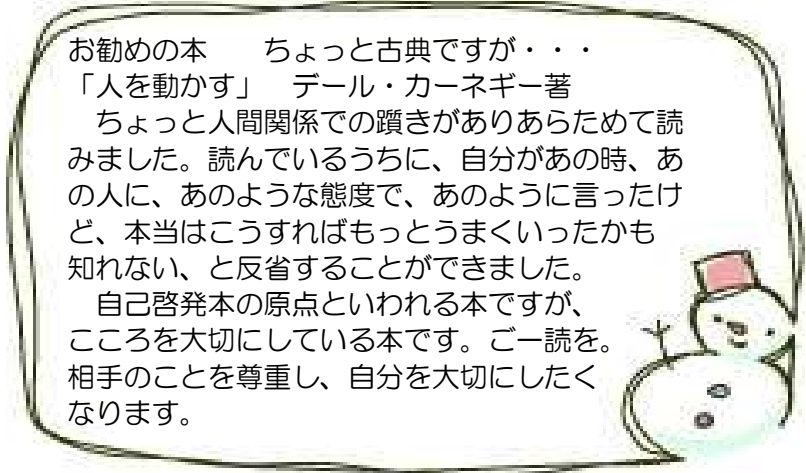 お勧めの本　　ちょっと古典ですが・・・
「人を動かす」　デール・カーネギー著
　ちょっと人間関係での躓きがありあらためて読
みました。読んでいるうちに、自分があの時、あ
の人に、あのような態度で、あのように言ったけ
ど、本当はこうすればもっとうまくいったかも
知れない、と反省することができました。
　自己啓発本の原点といわれる本ですが、
こころを大切にしている本です。ご一読を。
相手のことを尊重し、自分を大切にしたく
なります。